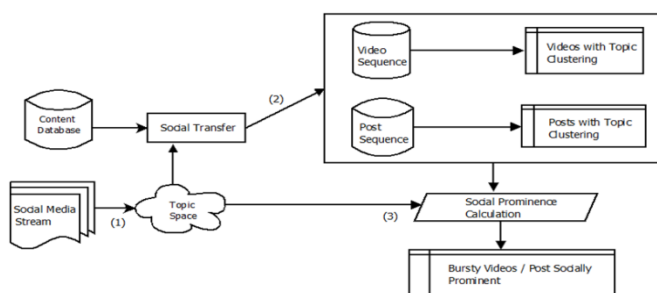 Video
Sequence
Videos with Topic
Clustering
(2)
Content
Database
Social Transfer
Post
Sequence
Posts with Topic
Clustering
Social Media
Stream
(1)
Topic
Space
(3)
Social Prominence
Calculation
Bursty Videos / Post Socially
Prominent